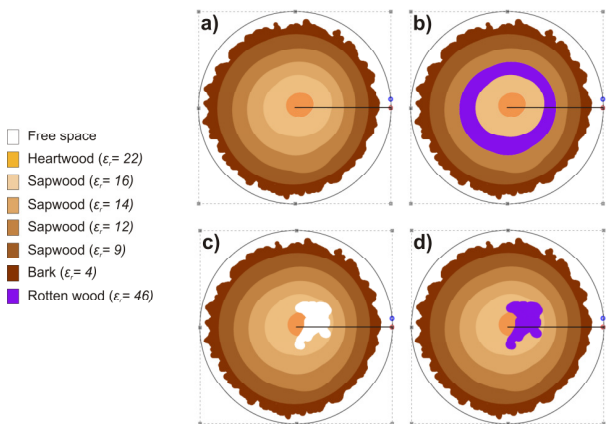 a)
b)
Free space
Heartwood (εr= 22)
Sapwood (εr= 16)
Sapwood (εr= 14)
Sapwood (εr= 12)
Sapwood (εr= 9)
Bark (εr= 4)
Rotten wood (εr= 46)
c)
d)